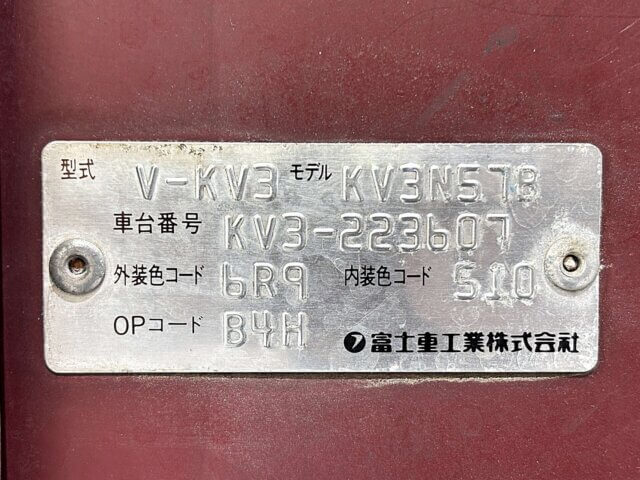 型式 V-KV3 モデル KV3N57B
車台番号 KV3-223607
外装色コード 6R9 内装色コード 510
OPコード B4H 富士重工業株式会社